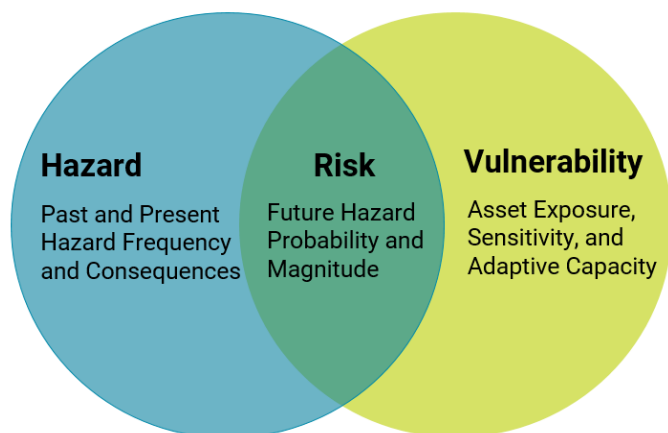 Hazard
Past and Present
Hazard Frequency
and Consequences
Risk
Future Hazard
Probability and
Magnitude
Vulnerability
Asset Exposure,
Sensitivity, and
Adaptive Capacity